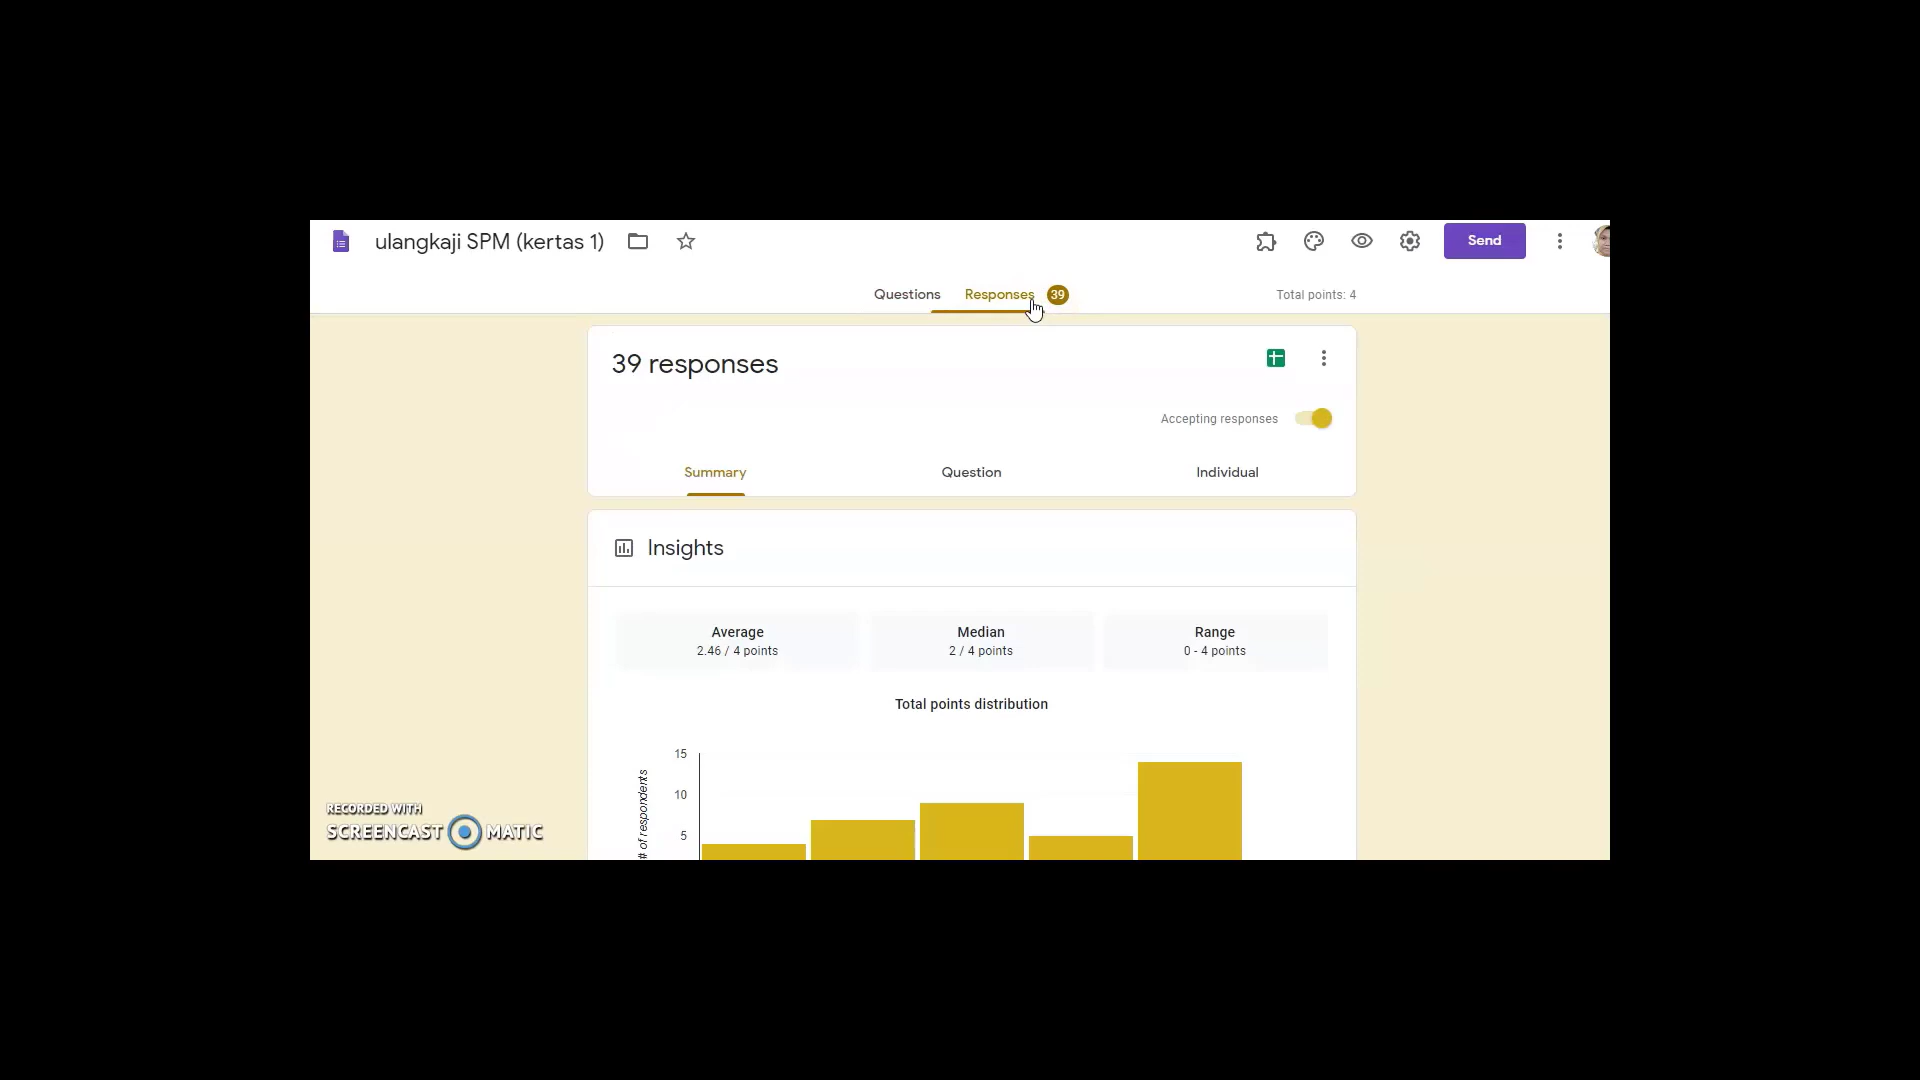 ulangkaji SPM (kertas 1)
Send
Questions
Responses
39
Total points: 4
39 responses
Accepting responses
Summary
Question
Individual
Insights
Average
2.46 / 4 points
Median
2 / 4 points
Range
0 - 4 points
Total points distribution
# of respondents
15
10
5
RECORDED WITH
SCREENCAST MATIC